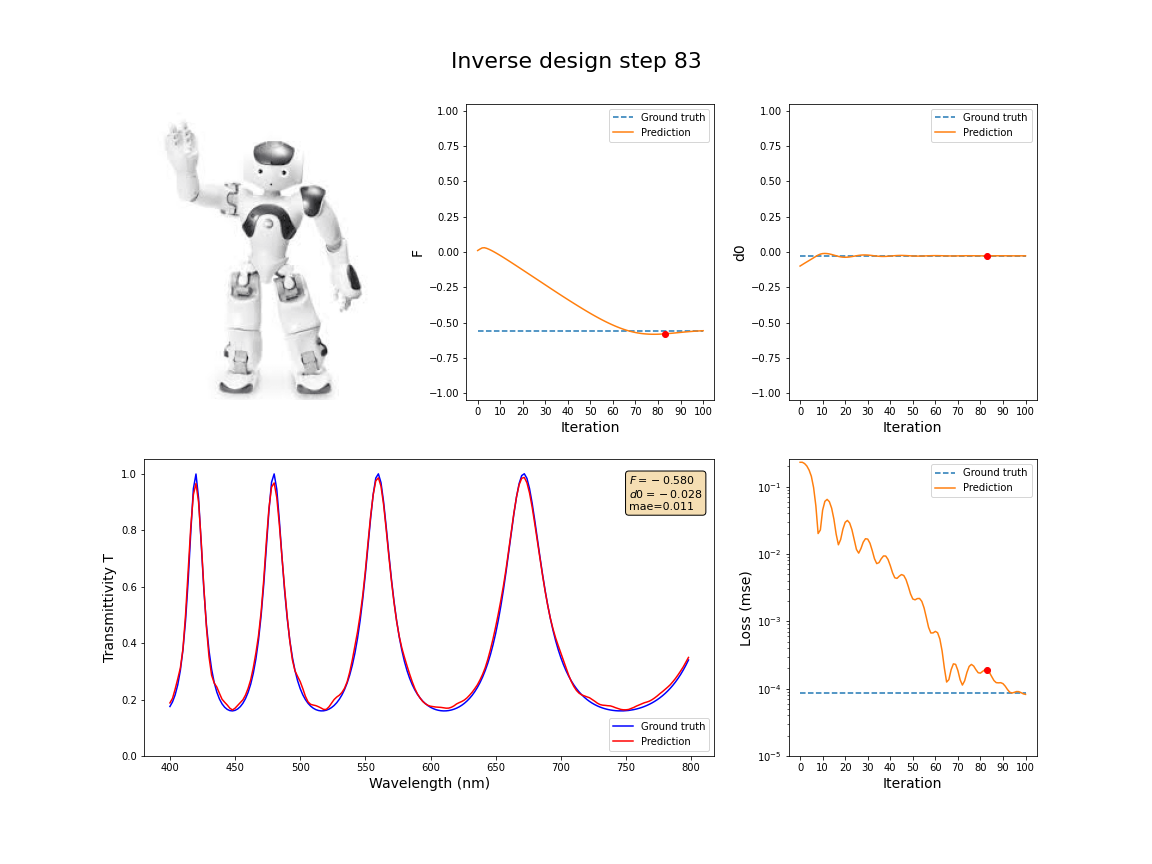 Inverse design step 83
1.00
0.75
0.50
0.25
0.00
−0.25
−0.50
−0.75
−1.00
F
Ground truth
Prediction
0 10 20 30 40 50 60 70 80 90 100
Iteration
1.00
0.75
0.50
0.25
0.00
−0.25
−0.50
−0.75
−1.00
d0
Ground truth
Prediction
0 10 20 30 40 50 60 70 80 90 100
Iteration
1.0
0.8
0.6
0.4
0.2
0.0
Transmittivity T
F = − 0.580
d0 = − 0.028
mae=0.011
Ground truth
Prediction
400 450 500 550 600 650 700 750 800
Wavelength (nm)
10⁻¹
10⁻²
10⁻³
10⁻⁴
10⁻⁵
Loss (mse)
Ground truth
Prediction
0 10 20 30 40 50 60 70 80 90 100
Iteration